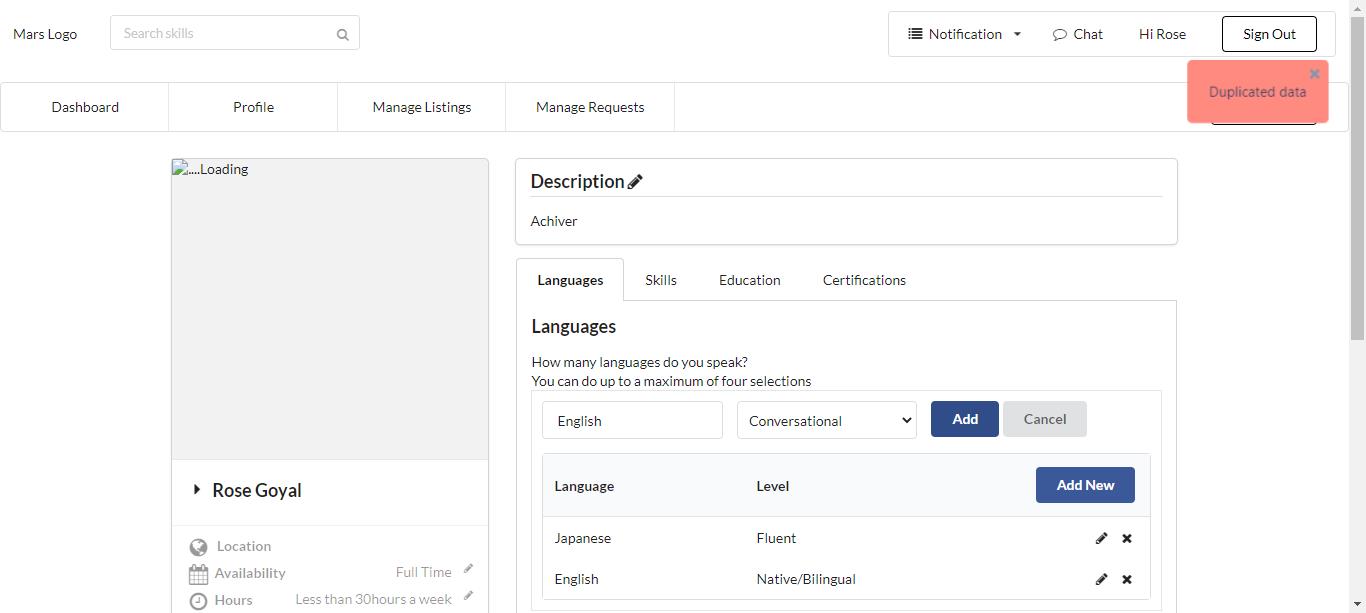 Mars Logo
Search skills
Notification
Chat
Hi Rose
Sign Out
Duplicated data
Dashboard
Profile
Manage Listings
Manage Requests
....Loading
Description
Achiver
Languages
Skills
Education
Certifications
Languages
How many languages do you speak?
You can do up to a maximum of four selections
English
Conversational
Add
Cancel
Language
Level
Add New
Japanese
Fluent
English
Native/Bilingual
Rose Goyal
Location
Availability
Full Time
Hours
Less than 30hours a week